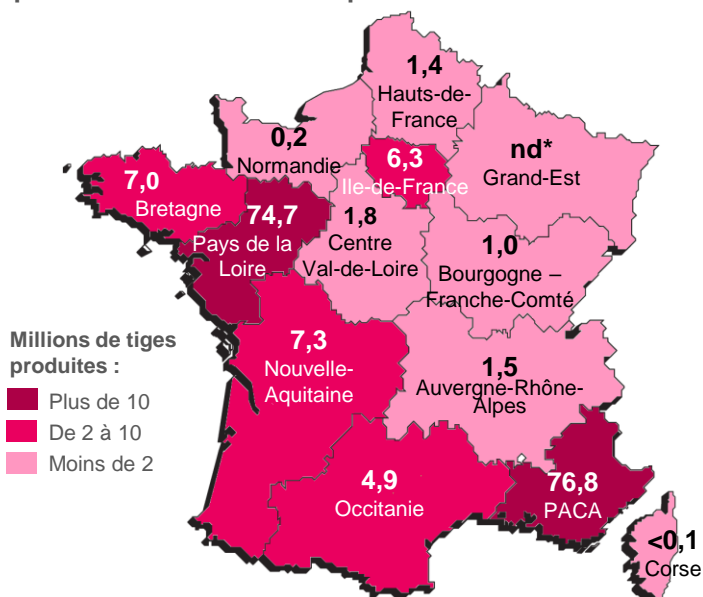 1,4
Hauts-de-
France
0,2
Normandie
6,3
Ile-de-France
nd*
Grand-Est
7,0
Bretagne
74,7
Pays de la
Loire
1,8
Centre
Val-de-Loire
1,0
Bourgogne –
Franche-Comté
7,3
Nouvelle-
Aquitaine
1,5
Auvergne-Rhône-
Alpes
Millions de tiges
produites :
Plus de 10
De 2 à 10
Moins de 2
4,9
Occitanie
76,8
PACA
<0,1
Corse